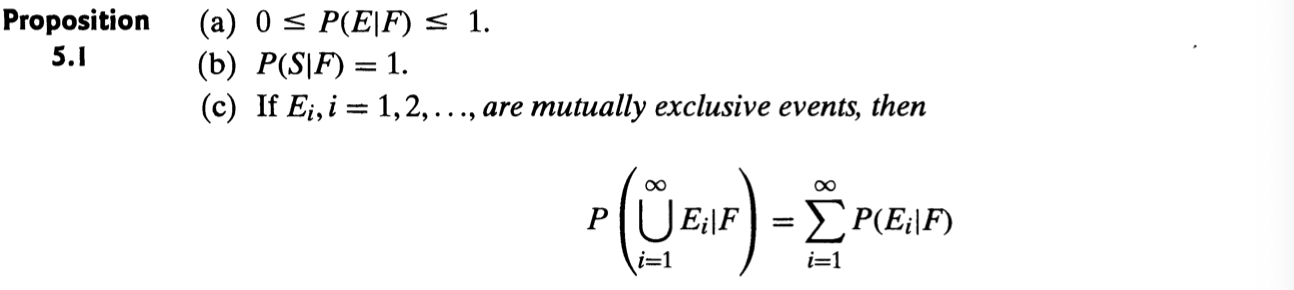 Proposition 5.1
(a) 0 ≤ P(E|F) ≤ 1.
(b) P(S|F) = 1.
(c) If E_i, i = 1, 2, . . ., are mutually exclusive events, then
P(⋃_{i=1}^{∞} E_i|F) = ∑_{i=1}^{∞} P(E_i|F)